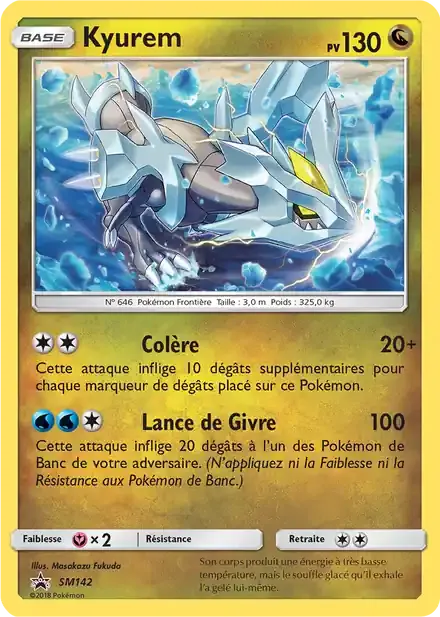 BASE Kyurem PV 130
N° 646 Pokémon Frontière Taille : 3,0 m Poids : 325,0 kg
Colère 20+
Cette attaque inflige 10 dégâts supplémentaires pour
chaque marqueur de dégâts placé sur ce Pokémon.
Lance de Givre 100
Cette attaque inflige 20 dégâts à l'un des Pokémon de
Banc de votre adversaire. (N'appliquez ni la Faiblesse ni la
Résistance aux Pokémon de Banc.)
Faiblesse ×2 Résistance Retraite
Illus. Masakazu Fukuda
SM142
©2018 Pokémon
Son corps produit une énergie à très basse
température, mais le souffle glacé qu'il exhale
l'a gelé lui-même.